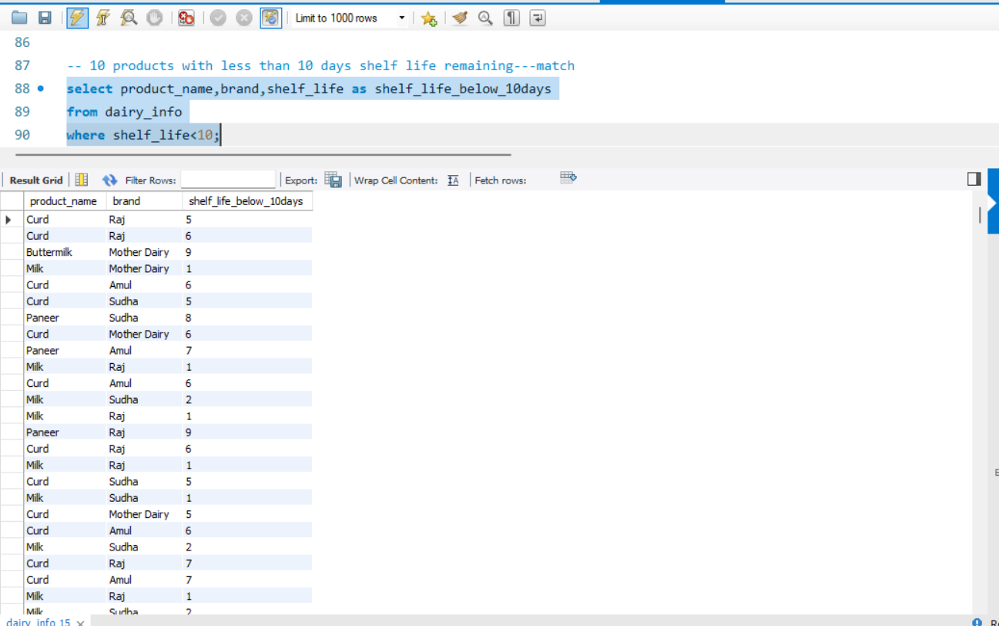 Limit to 1000 rows
86
87 -- 10 products with less than 10 days shelf life remaining---match
88 select product_name,brand,shelf_life as shelf_life_below_10days
89 from dairy_info
90 where shelf_life<10;
Result Grid Filter Rows: Export: Wrap Cell Content: Fetch rows:
product_name brand shelf_life_below_10days
Curd Raj 5
Curd Raj 6
Buttermilk Mother Dairy 9
Milk Mother Dairy 1
Curd Amul 6
Curd Sudha 5
Paneer Sudha 8
Curd Mother Dairy 6
Paneer Amul 7
Milk Raj 1
Curd Amul 6
Milk Sudha 2
Milk Raj 1
Paneer Raj 9
Curd Raj 6
Milk Raj 1
Curd Sudha 5
Milk Sudha 1
Curd Mother Dairy 5
Curd Amul 6
Milk Sudha 2
Curd Raj 7
Curd Amul 7
Milk Raj 1
Milk Sudha 2
dairy_info 15